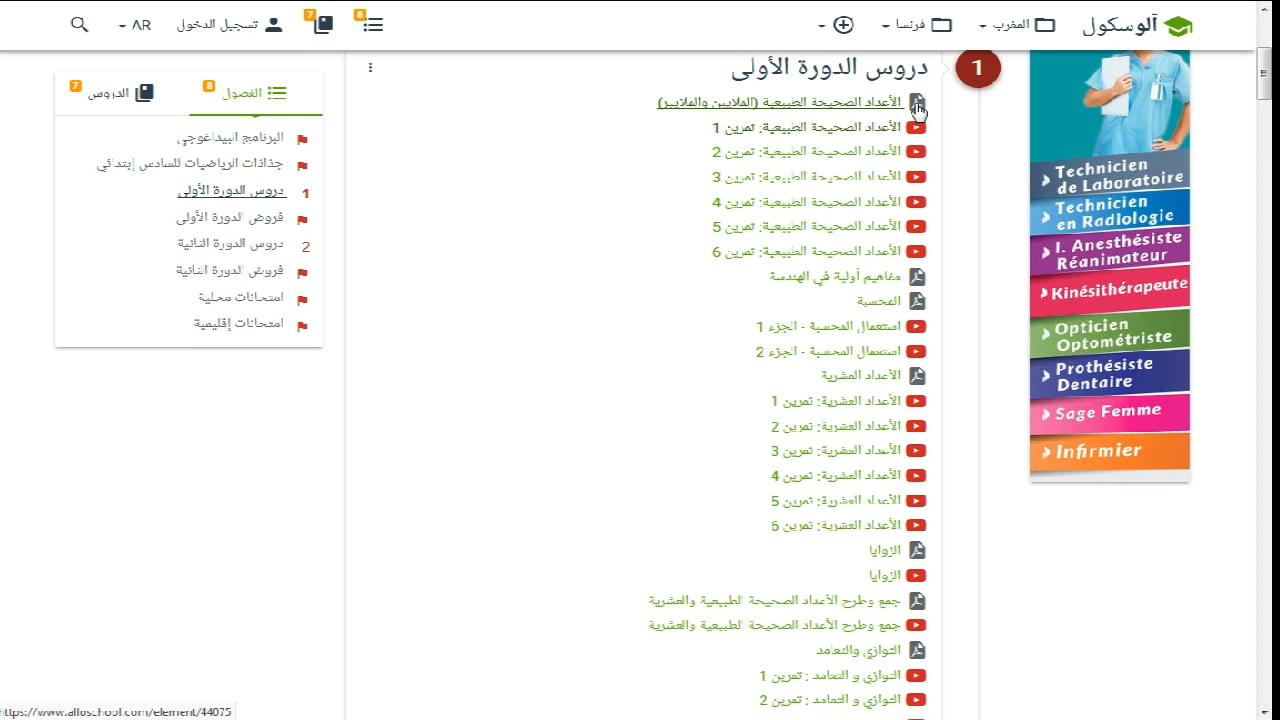 آلوسكول
المغرب
فرنسا
8
7
تسجيل الدخول
AR
1
دروس الدورة الأولى
الأعداد الصحيحة الطبيعية (الملايين والملايير)
الأعداد الصحيحة الطبيعية: تمرين 1
الأعداد الصحيحة الطبيعية: تمرين 2
الأعداد الصحيحة الطبيعية: تمرين 3
الأعداد الصحيحة الطبيعية: تمرين 4
الأعداد الصحيحة الطبيعية: تمرين 5
الأعداد الصحيحة الطبيعية: تمرين 6
مفاهيم أولية في الهندسة
المحسبة
استعمال المحسبة - الجزء 1
استعمال المحسبة - الجزء 2
الأعداد العشرية
الأعداد العشرية: تمرين 1
الأعداد العشرية: تمرين 2
الأعداد العشرية: تمرين 3
الأعداد العشرية: تمرين 4
الأعداد العشرية: تمرين 5
الأعداد العشرية: تمرين 6
الزوايا
الزوايا
جمع وطرح الأعداد الصحيحة الطبيعية والعشرية
جمع وطرح الأعداد الصحيحة الطبيعية والعشرية
التوازي والتعامد
التوازي و التعامد : تمرين 1
التوازي و التعامد : تمرين 2
الفصول 8
الدروس 7
البرنامج البيداغوجي
جذاذات الرياضيات للسادس إبتدائي
1 دروس الدورة الأولى
فروض الدورة الأولى
2 دروس الدورة الثانية
فروض الدورة الثانية
امتحانات محلية
امتحانات إقليمية
Technicien
de Laboratoire
Technicien
en Radiologie
I. Anesthésiste
Réanimateur
Kinésithérapeute
Opticien
Optométriste
Prothésiste
Dentaire
Sage Femme
Infirmier
https://www.alloschool.com/element/44075